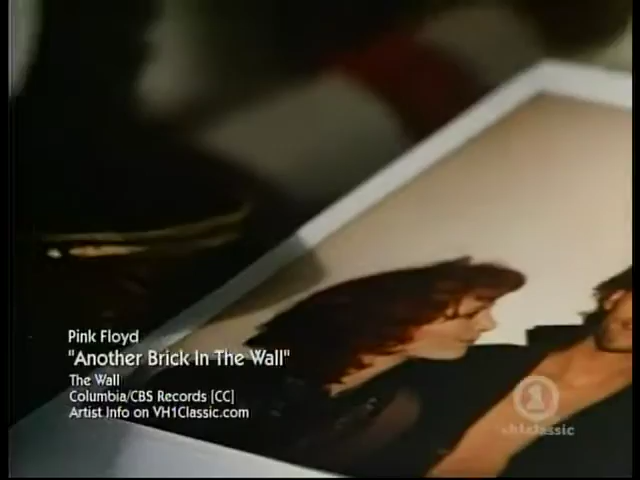 Pink Floyd
"Another Brick In The Wall"
The Wall
Columbia/CBS Records [CC]
Artist Info on VH1Classic.com
vh1classic